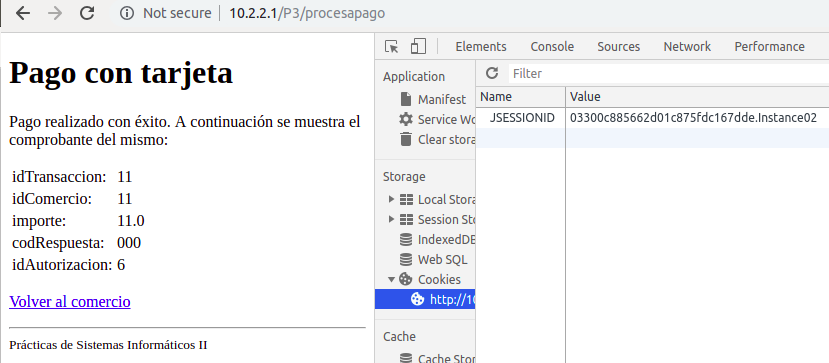 Not secure | 10.2.2.1/P3/procesapago
Elements Console Sources Network Performance
Pago con tarjeta
Pago realizado con éxito. A continuación se muestra el
comprobante del mismo:
idTransaccion: 11
idComercio: 11
importe: 11.0
codRespuesta: 000
idAutorizacion: 6
Volver al comercio
Prácticas de Sistemas Informáticos II
Application
Manifest
Service Wo
Clear stora
Storage
Local Stora
Session Sto
IndexedDB
Web SQL
Cookies
http://10
Cache
Cache Stor
Filter
Name Value
JSESSIONID 03300c885662d01c875fdc167dde.Instance02